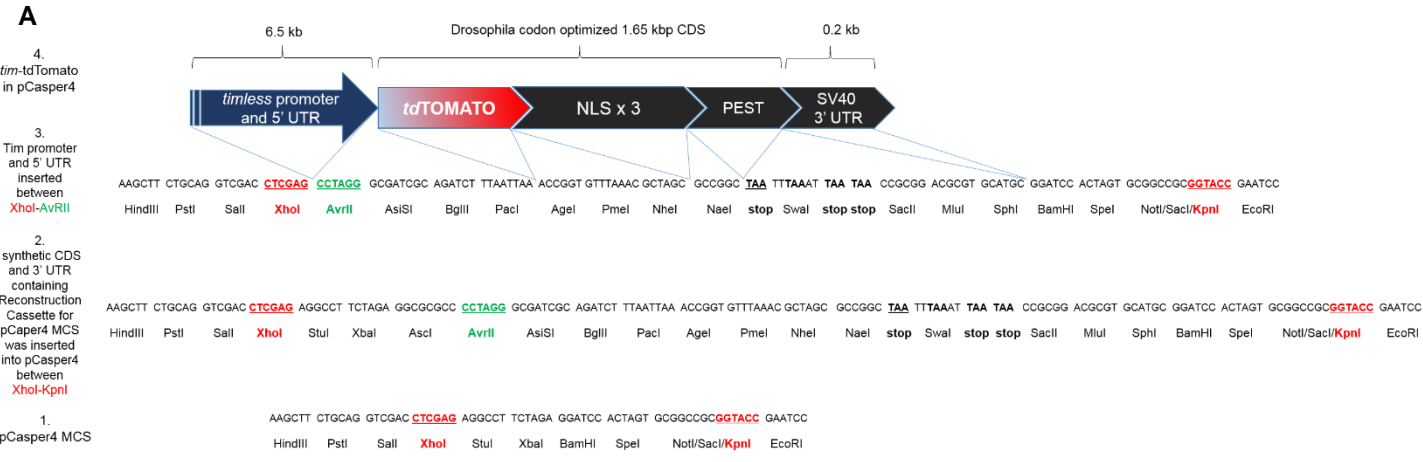 A
6.5 kb
Drosophila codon optimized 1.65 kbp CDS
0.2 kb
4.
tim-tdTomato
in pCasper4
timless promoter
and 5' UTR
tdTOMATO
NLS x 3
PEST
SV40
3' UTR
3.
Tim promoter
and 5' UTR
inserted
between
XhoI-AvRII
AAGCTT CTGCAG GTCGAC CTCGAG CCTAGG GCGATCGC AGATCT TTAATTAA ACCGGT GTTTAAAC GCTAGC GCCGGC TAA TTTAAAT TAA TAA CCGCGG ACGCGT GCATGC GGATCC ACTAGT GCGGCCGCGGTACC GAATCC
HindIII PstI SalI XhoI AvrII AsiSI BglII PacI AgeI PmeI NheI NaeI stop SwaI stop stop SacII MluI SphI BamHI SpeI NotI/SacI/KpnI EcoRI
2.
synthetic CDS
and 3' UTR
containing
Reconstruction
Cassette for
pCaper4 MCS
was inserted
into pCasper4
between
XhoI-KpnI
AAGCTT CTGCAG GTCGAC CTCGAG AGGCCT TCTAGA GGCGCGCC CCTAGG GCGATCGC AGATCT TTAATTAA ACCGGT GTTTAAAC GCTAGC GCCGGC TAA TTTAAAT TAA TAA CCGCGG ACGCGT GCATGC GGATCC ACTAGT GCGGCCGCGGTACC GAATCC
HindIII PstI SalI XhoI StuI XbaI AscI AvrII AsiSI BglII PacI AgeI PmeI NheI NaeI stop SwaI stop stop SacII MluI SphI BamHI SpeI NotI/SacI/KpnI EcoRI
1.
pCasper4 MCS
AAGCTT CTGCAG GTCGAC CTCGAG AGGCCT TCTAGA GGATCC ACTAGT GCGGCCGCGGTACC GAATCC
HindIII PstI SalI XhoI StuI XbaI BamHI SpeI NotI/SacI/KpnI EcoRI